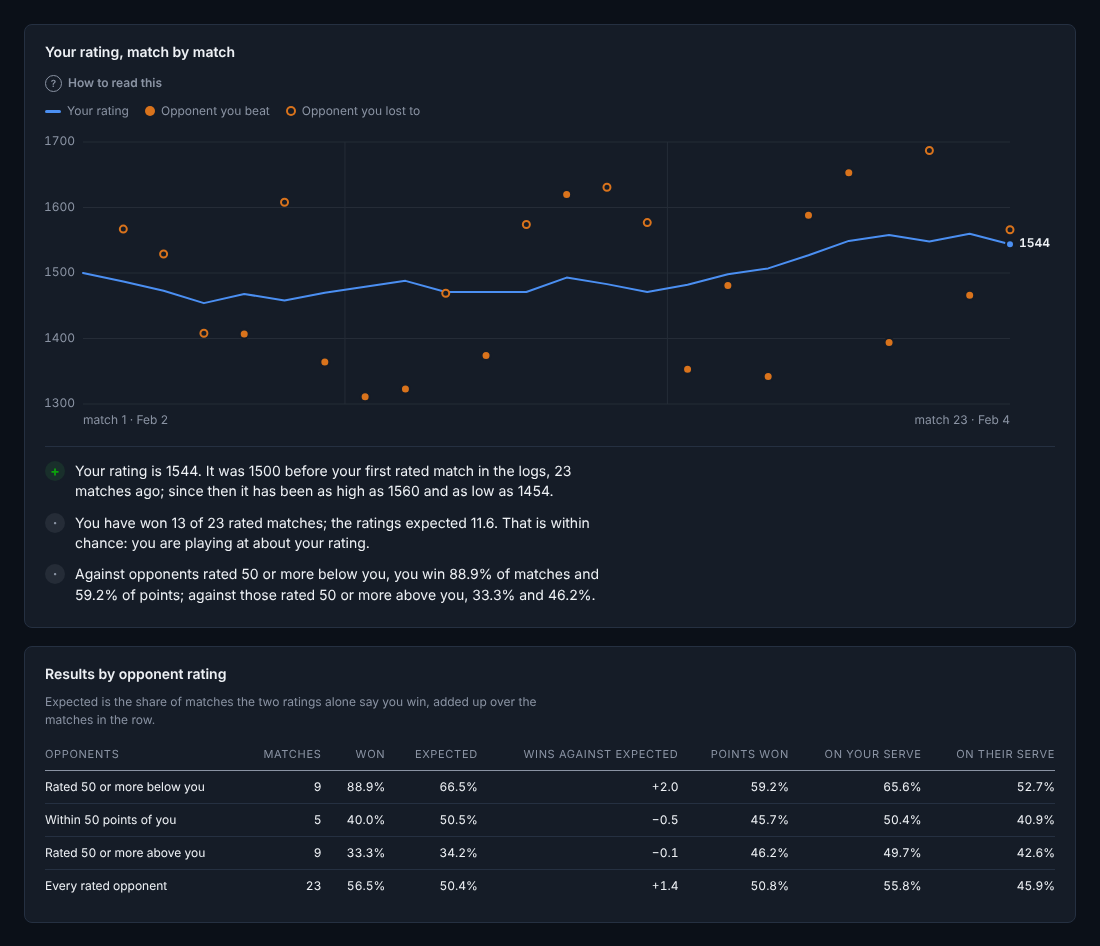 Your rating, match by match
? How to read this
Your rating Opponent you beat Opponent you lost to
1700
1600
1500
1400
1300
1544
match 1 · Feb 2 match 23 · Feb 4
+ Your rating is 1544. It was 1500 before your first rated match in the logs, 23
matches ago; since then it has been as high as 1560 and as low as 1454.
· You have won 13 of 23 rated matches; the ratings expected 11.6. That is within
chance: you are playing at about your rating.
· Against opponents rated 50 or more below you, you win 88.9% of matches and
59.2% of points; against those rated 50 or more above you, 33.3% and 46.2%.
Results by opponent rating
Expected is the share of matches the two ratings alone say you win, added up over the
matches in the row.
OPPONENTS MATCHES WON EXPECTED WINS AGAINST EXPECTED POINTS WON ON YOUR SERVE ON THEIR SERVE
Rated 50 or more below you 9 88.9% 66.5% +2.0 59.2% 65.6% 52.7%
Within 50 points of you 5 40.0% 50.5% −0.5 45.7% 50.4% 40.9%
Rated 50 or more above you 9 33.3% 34.2% −0.1 46.2% 49.7% 42.6%
Every rated opponent 23 56.5% 50.4% +1.4 50.8% 55.8% 45.9%